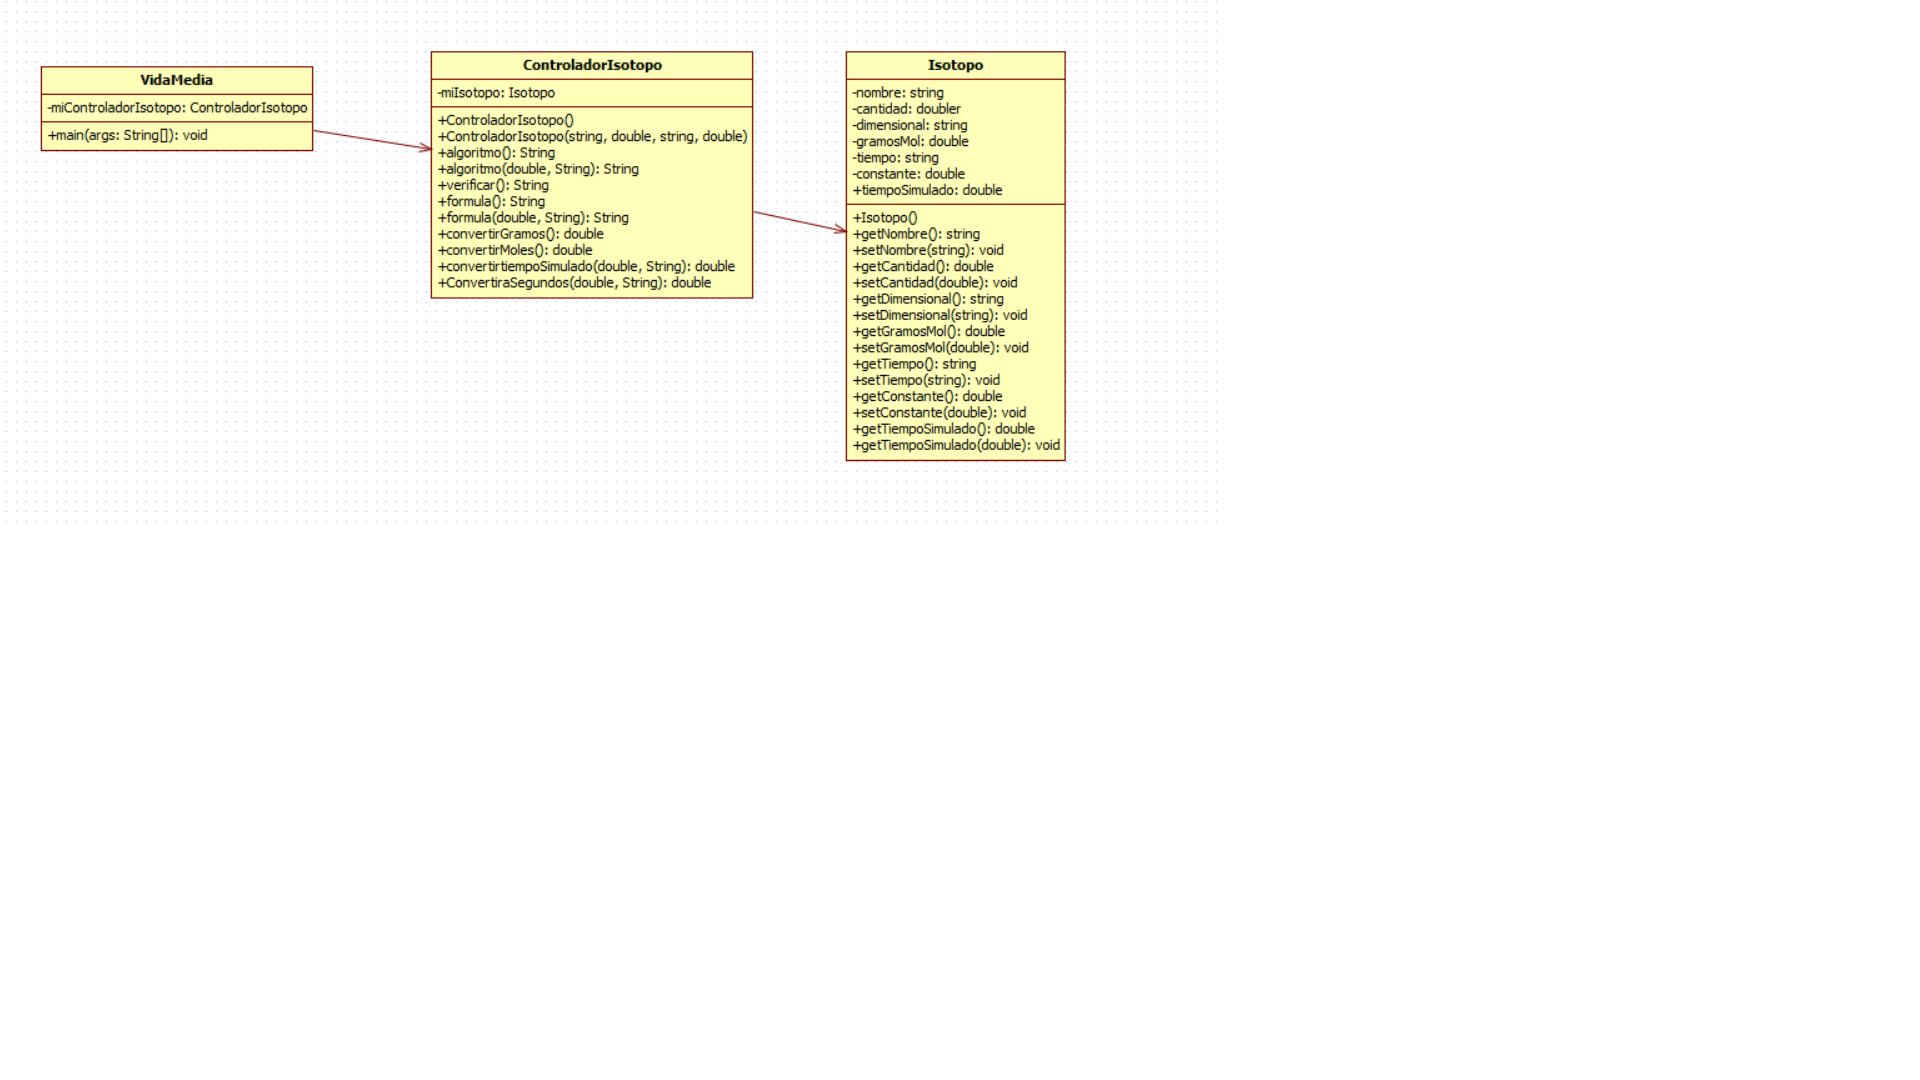 VidaMedia
-miControladorIsotopo: ControladorIsotopo
+main(args: String[]): void
ControladorIsotopo
-miIsotopo: Isotopo
+ControladorIsotopo()
+ControladorIsotopo(string, double, string, double)
+algoritmo(): String
+algoritmo(double, String): String
+verificar(): String
+formula(): String
+formula(double, String): String
+convertirGramos(): double
+convertirMoles(): double
+convertirtiempoSimulado(double, String): double
+ConvertiraSegundos(double, String): double
Isotopo
-nombre: string
-cantidad: doubler
-dimensional: string
-gramosMol: double
-tiempo: string
-constante: double
+tiempoSimulado: double
+Isotopo()
+getNombre(): string
+setNombre(string): void
+getCantidad(): double
+setCantidad(double): void
+getDimensional(): string
+setDimensional(string): void
+getGramosMol(): double
+setGramosMol(double): void
+getTiempo(): string
+setTiempo(string): void
+getConstante(): double
+setConstante(double): void
+getTiempoSimulado(): double
+getTiempoSimulado(double): void